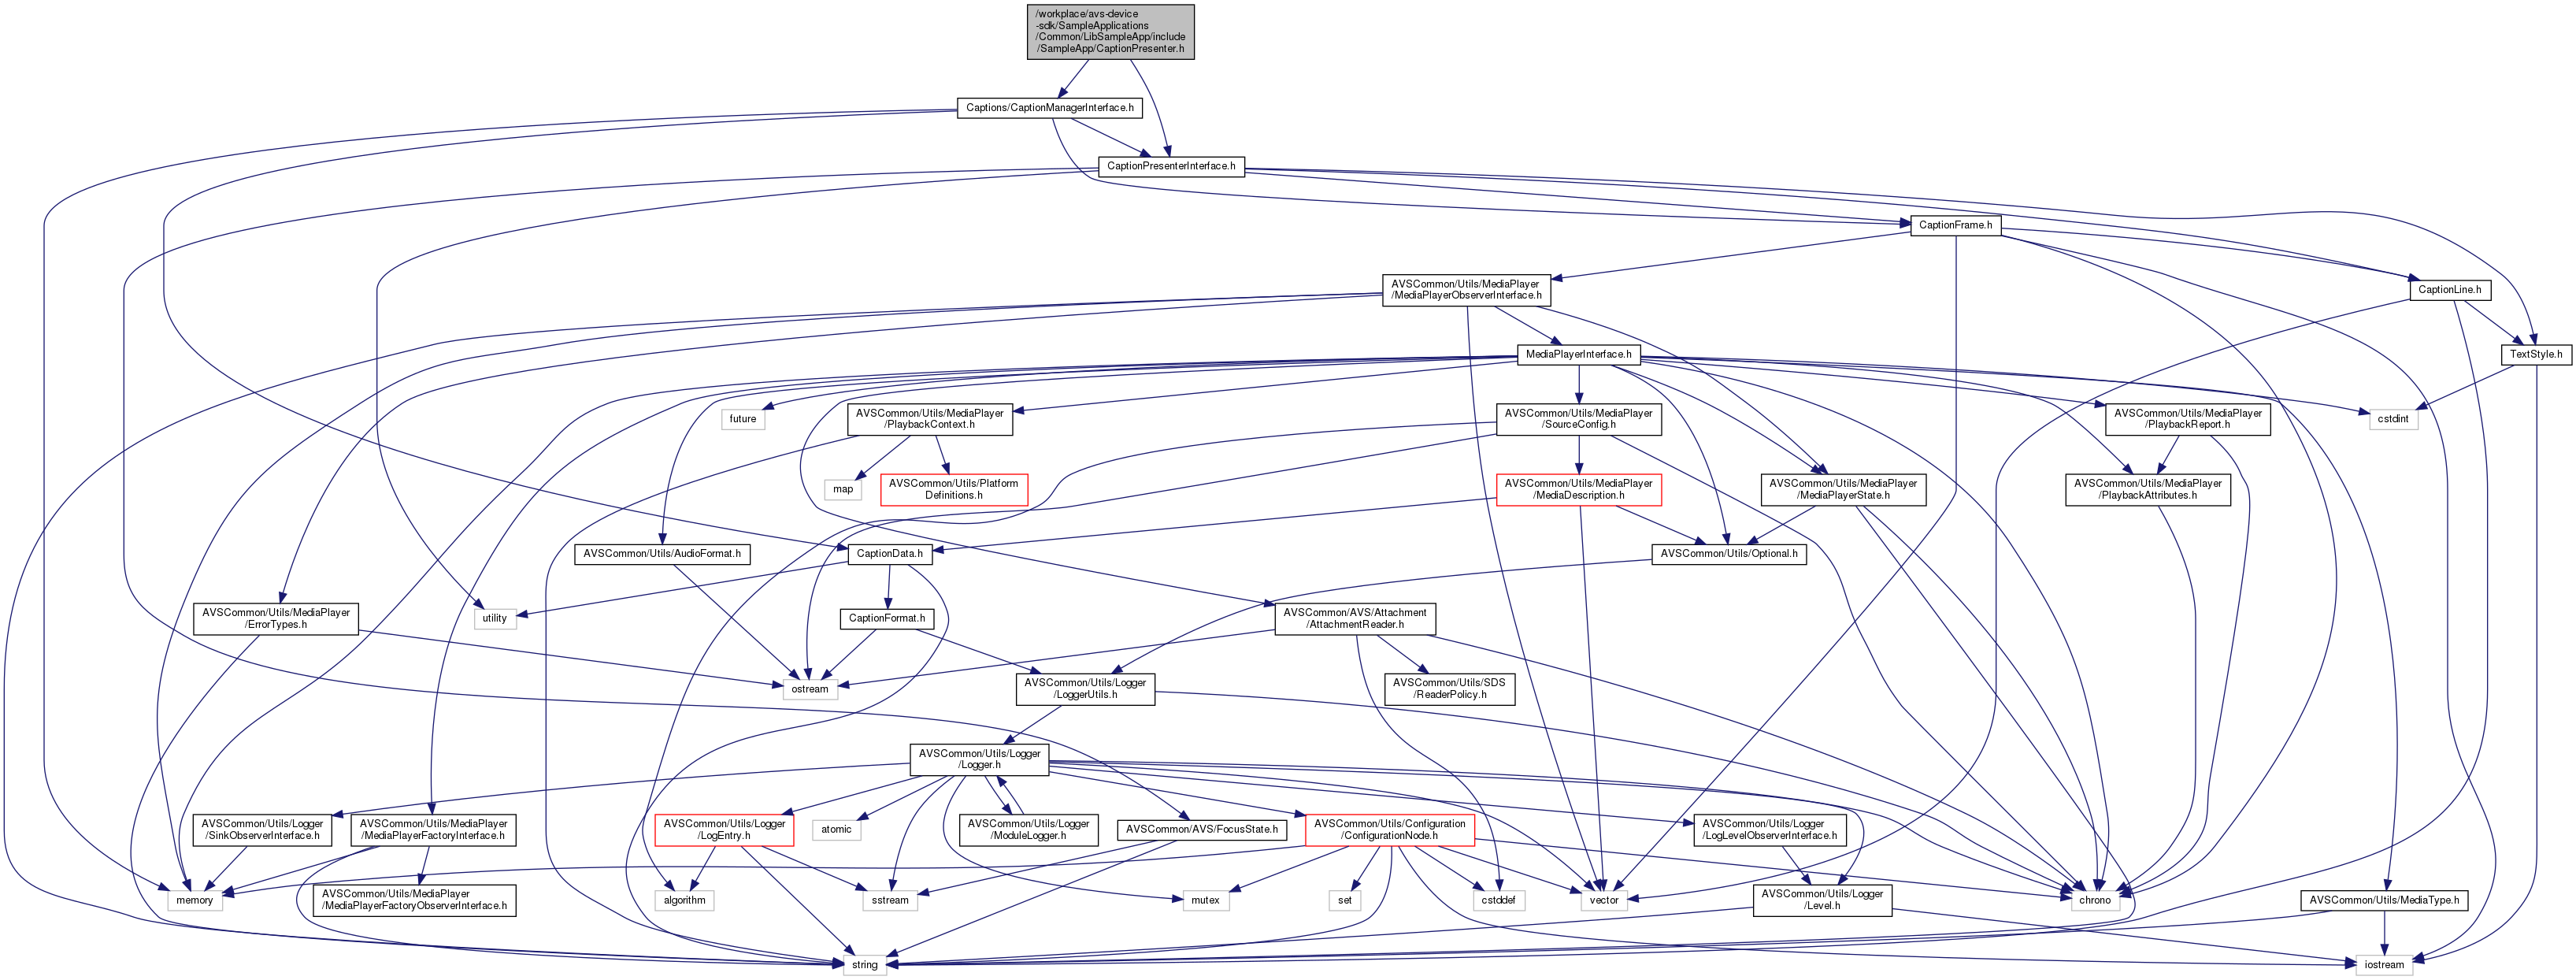 /workplace/avs-device
-sdk/SampleApplications
/Common/LibSampleApp/include
/SampleApp/CaptionPresenter.h
Captions/CaptionManagerInterface.h
CaptionPresenterInterface.h
CaptionFrame.h
AVSCommon/Utils/MediaPlayer
/MediaPlayerObserverInterface.h
CaptionLine.h
MediaPlayerInterface.h
TextStyle.h
future
AVSCommon/Utils/MediaPlayer
/PlaybackContext.h
AVSCommon/Utils/MediaPlayer
/SourceConfig.h
AVSCommon/Utils/MediaPlayer
/PlaybackReport.h
cstdint
map
AVSCommon/Utils/Platform
Definitions.h
AVSCommon/Utils/MediaPlayer
/MediaDescription.h
AVSCommon/Utils/MediaPlayer
/MediaPlayerState.h
AVSCommon/Utils/MediaPlayer
/PlaybackAttributes.h
AVSCommon/Utils/AudioFormat.h
CaptionData.h
AVSCommon/Utils/Optional.h
AVSCommon/Utils/MediaPlayer
/ErrorTypes.h
utility
CaptionFormat.h
AVSCommon/AVS/Attachment
/AttachmentReader.h
ostream
AVSCommon/Utils/Logger
/LoggerUtils.h
AVSCommon/Utils/SDS
/ReaderPolicy.h
AVSCommon/Utils/Logger
/Logger.h
AVSCommon/Utils/Logger
/SinkObserverInterface.h
AVSCommon/Utils/MediaPlayer
/MediaPlayerFactoryInterface.h
AVSCommon/Utils/Logger
/LogEntry.h
atomic
AVSCommon/Utils/Logger
/ModuleLogger.h
AVSCommon/AVS/FocusState.h
AVSCommon/Utils/Configuration
/ConfigurationNode.h
AVSCommon/Utils/Logger
/LogLevelObserverInterface.h
memory
AVSCommon/Utils/MediaPlayer
/MediaPlayerFactoryObserverInterface.h
algorithm
sstream
mutex
set
cstddef
vector
AVSCommon/Utils/Logger
/Level.h
chrono
AVSCommon/Utils/MediaType.h
string
iostream